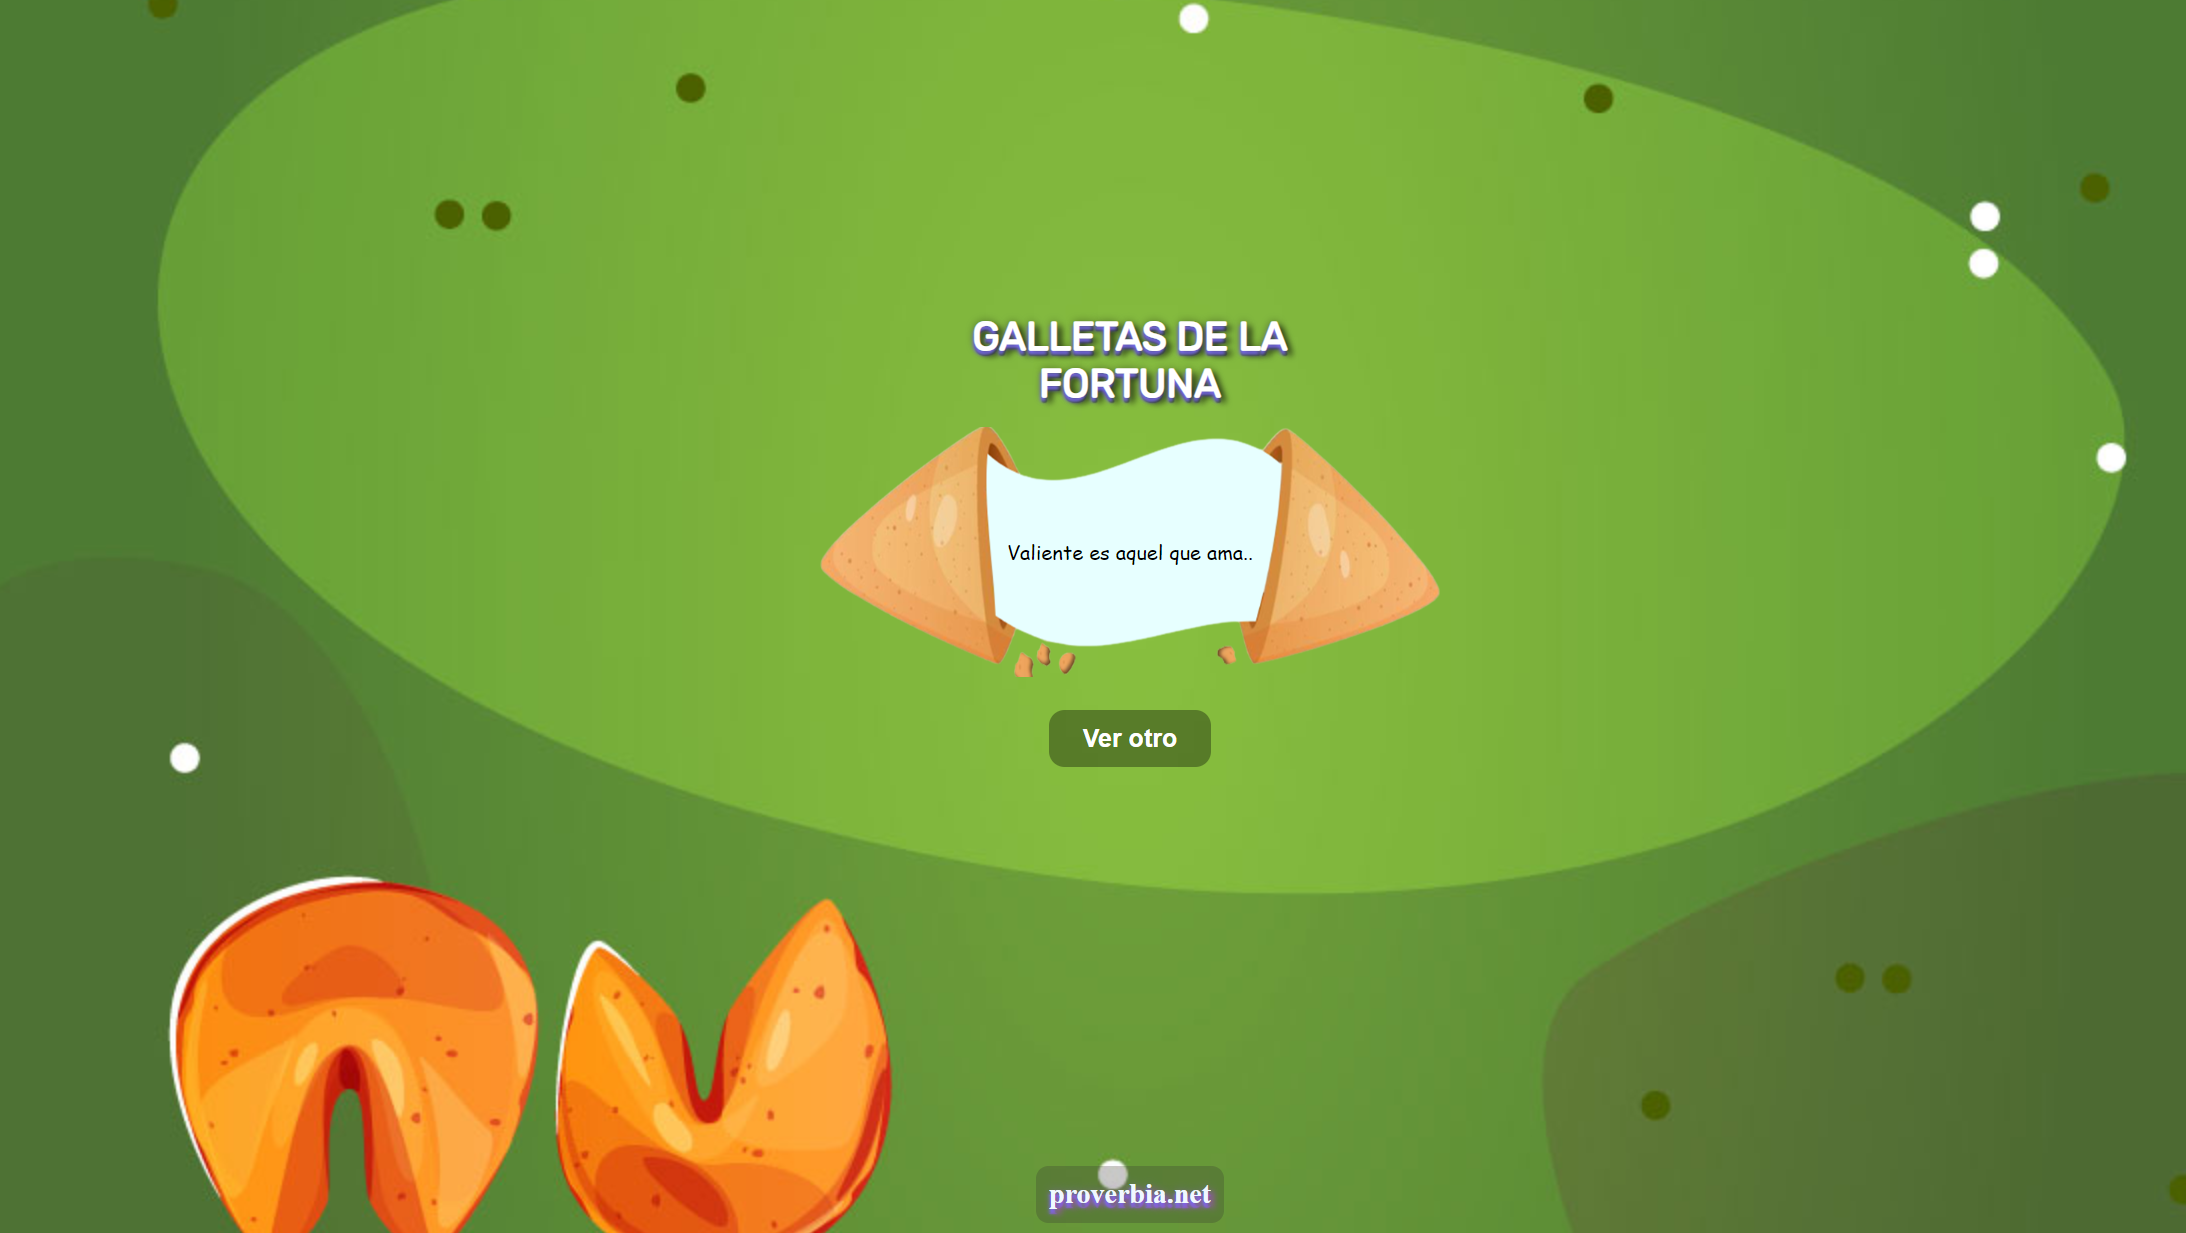 GALLETAS DE LA
FORTUNA
Valiente es aquel que ama..
Ver otro
proverbia.net